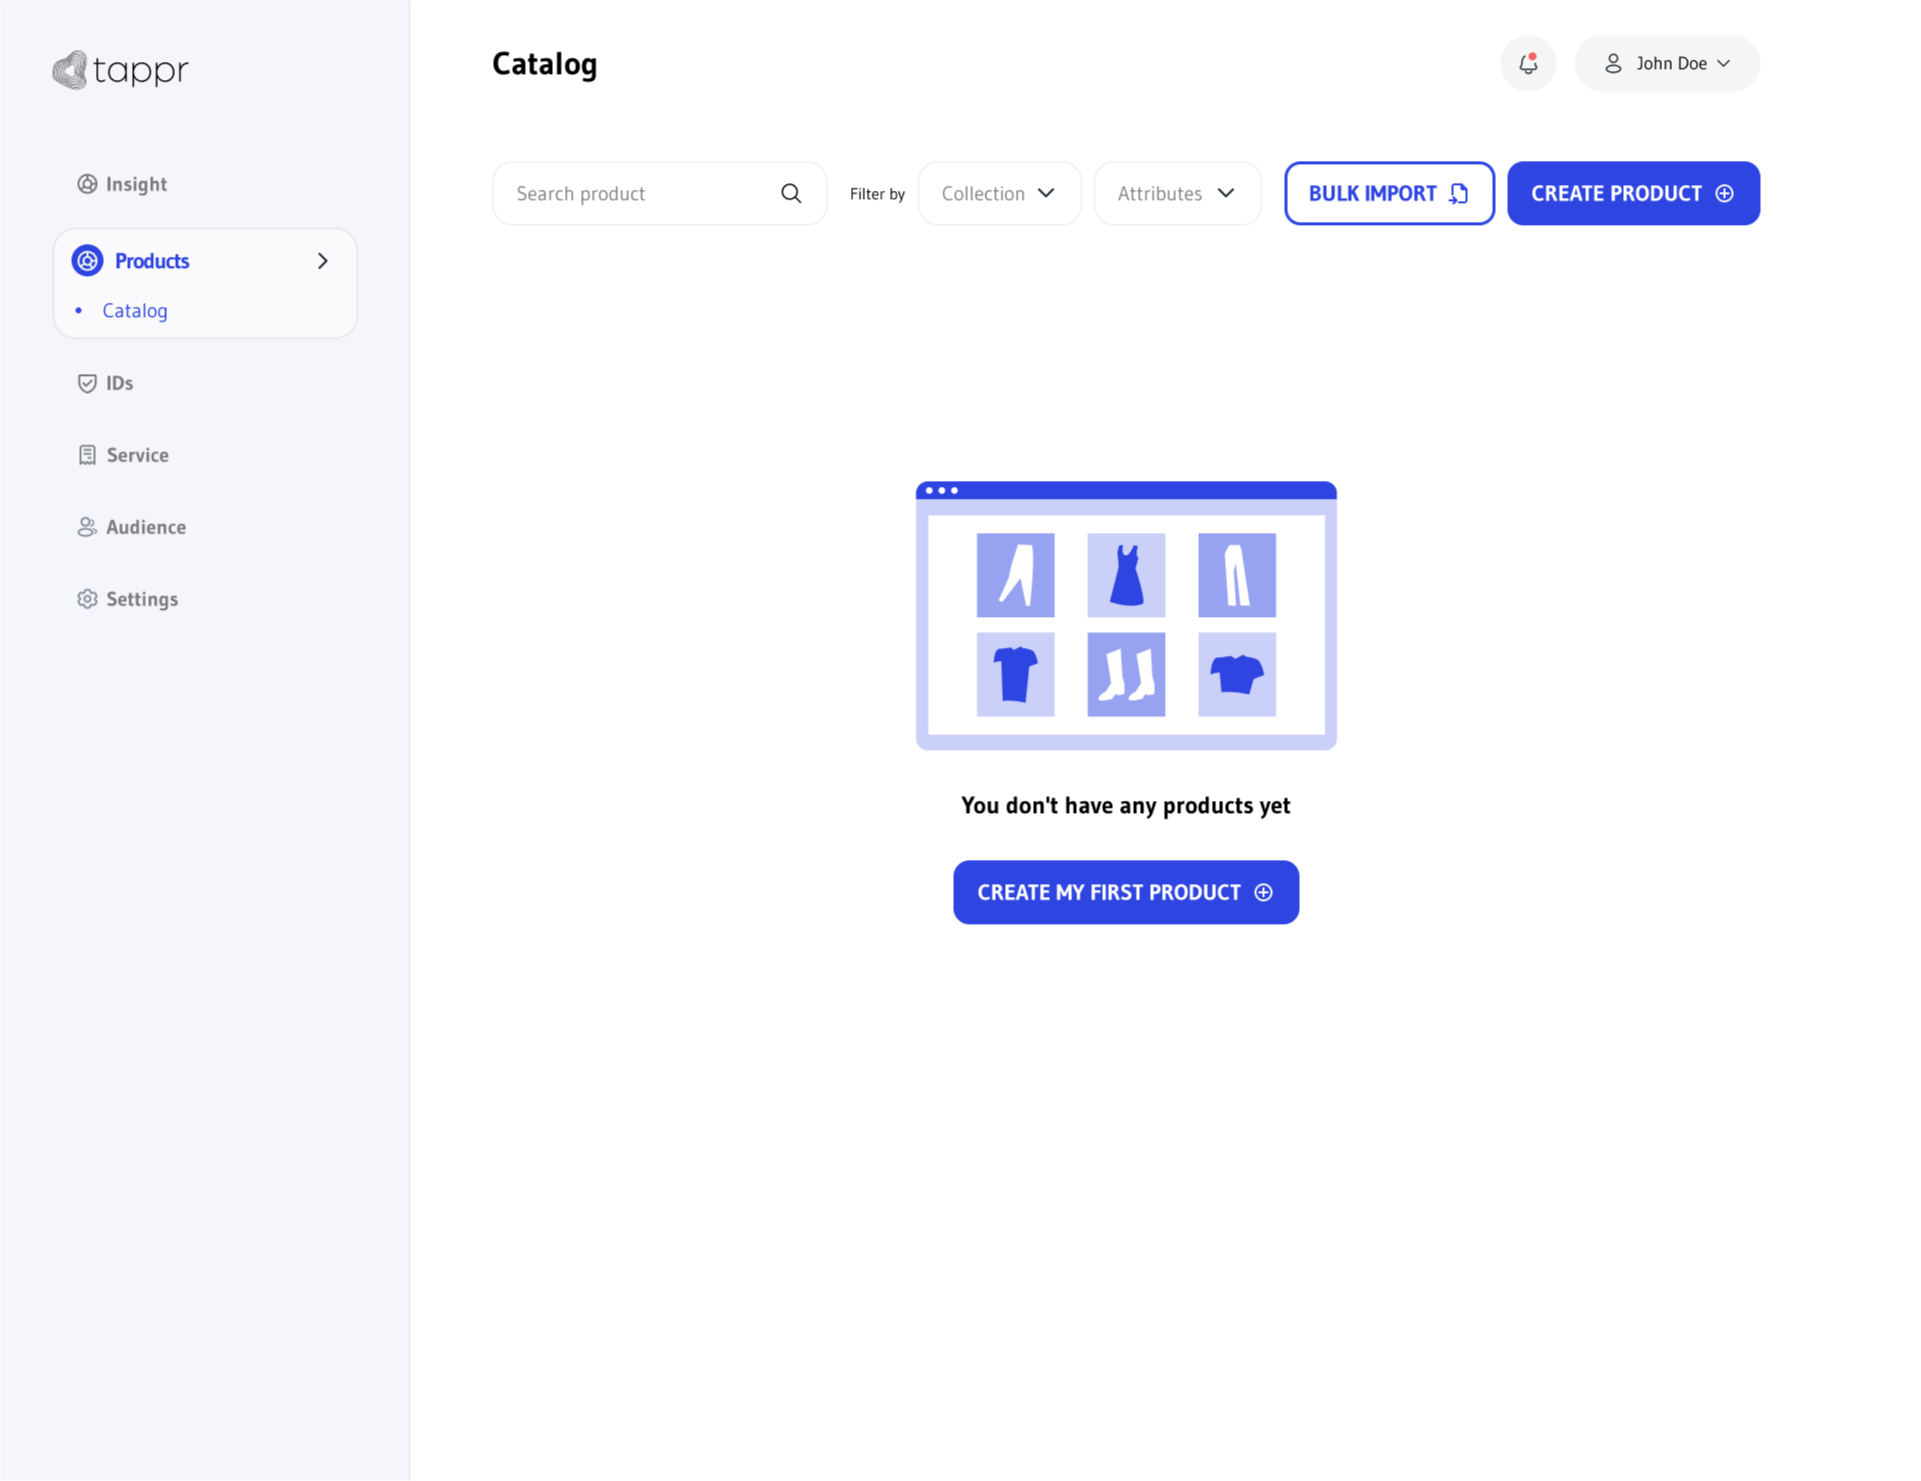 tappr
Catalog
John Doe
Insight
Search product
Filter by
Collection
Attributes
BULK IMPORT
CREATE PRODUCT
Products
Catalog
IDs
Service
Audience
Settings
You don't have any products yet
CREATE MY FIRST PRODUCT